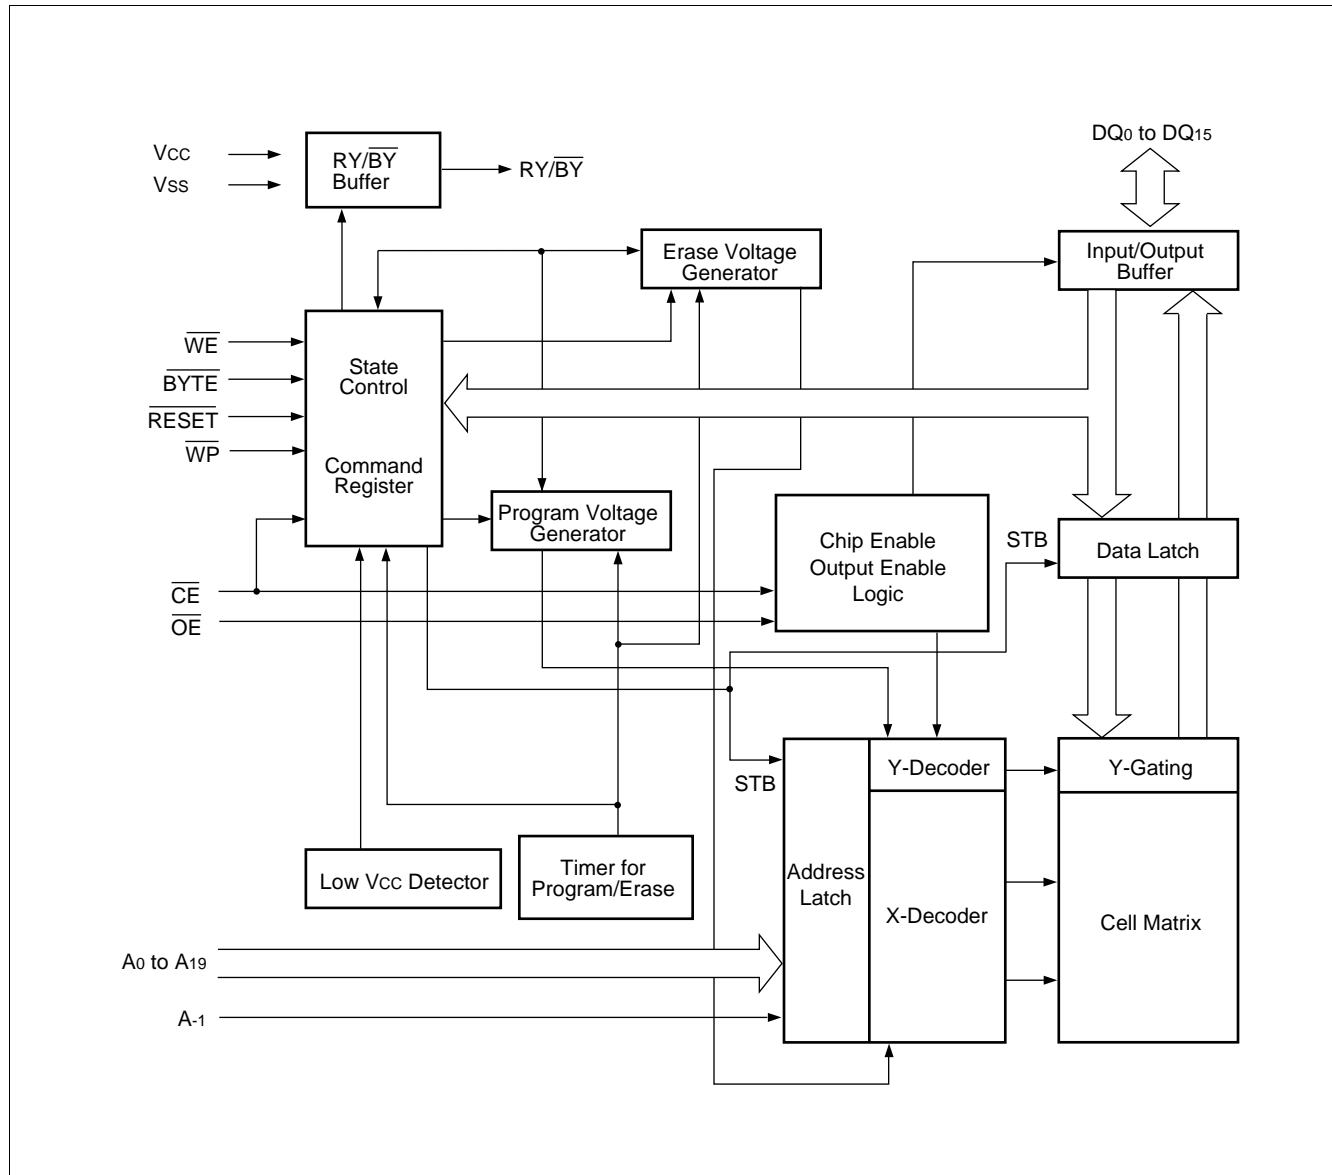 VCC
VSS
RY/BY
Buffer
RY/BY
DQ0 to DQ15
Erase Voltage
Generator
Input/Output
Buffer
WE
BYTE
RESET
WP
State
Control
Command
Register
Program Voltage
Generator
Chip Enable
Output Enable
Logic
STB
Data Latch
CE
OE
STB
Y-Decoder
Y-Gating
Low VCC Detector
Timer for
Program/Erase
Address
Latch
X-Decoder
Cell Matrix
A0 to A19
A-1